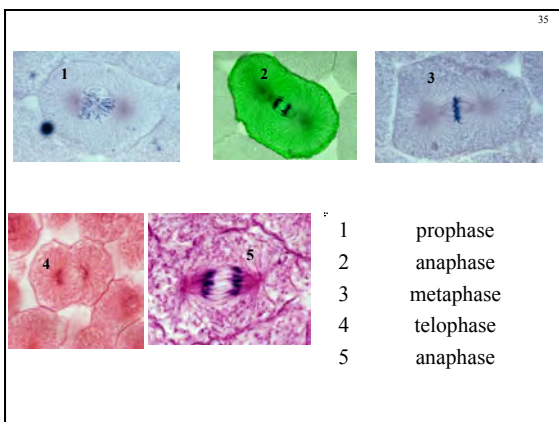 35
1
2
3
4
5
1 prophase
2 anaphase
3 metaphase
4 telophase
5 anaphase